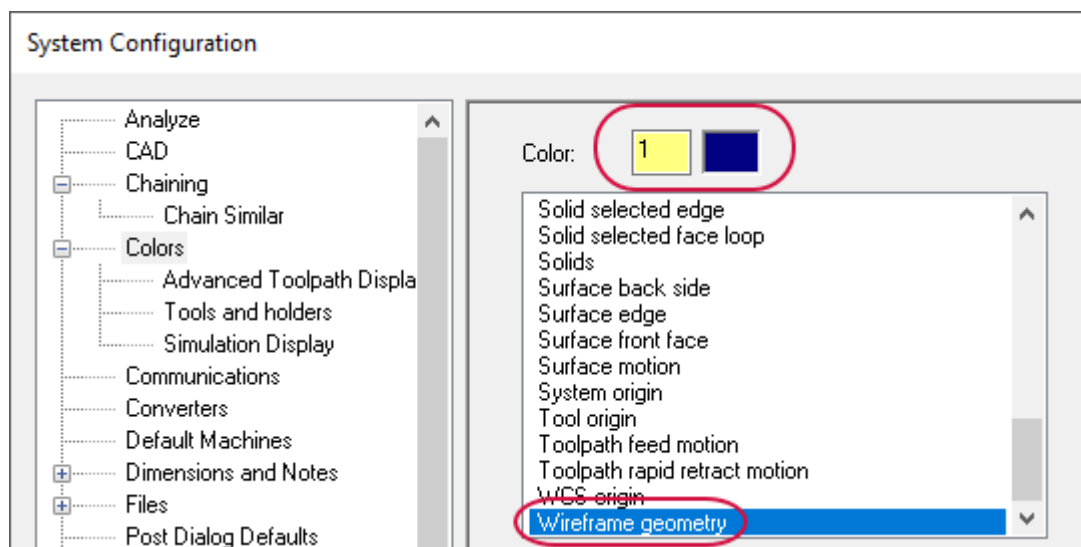 System Configuration
Analyze
CAD
Chaining
Chain Similar
Colors
Advanced Toolpath Displa
Tools and holders
Simulation Display
Communications
Converters
Default Machines
Dimensions and Notes
Files
Post Dialog Defaults
Color: 1
Solid selected edge
Solid selected face loop
Solids
Surface back side
Surface edge
Surface front face
Surface motion
System origin
Tool origin
Toolpath feed motion
Toolpath rapid retract motion
WCS origin
Wireframe geometry